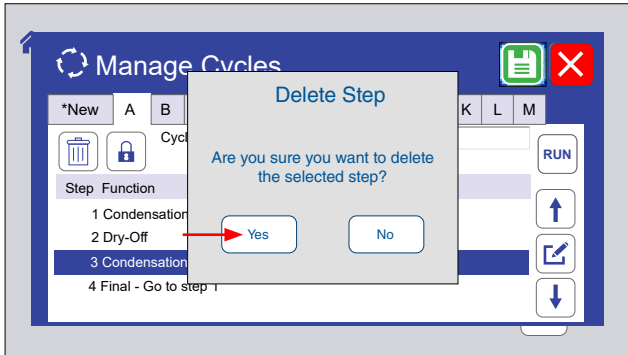 Manage Cycles
*New A B K L M
Cycl
RUN
Step Function
1 Condensation
2 Dry-Off
3 Condensation
4 Final - Go to step 1
Delete Step
Are you sure you want to delete
the selected step?
Yes No